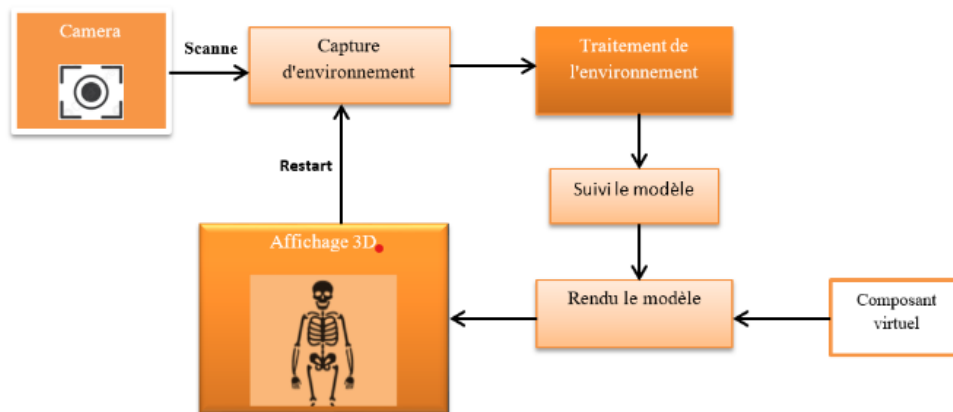 Camera
Scanne
Capture
d'environnement
Traitement de
l'environnement
Restart
Suivi le modèle
Affichage 3D
Rendu le modèle
Composant
virtuel